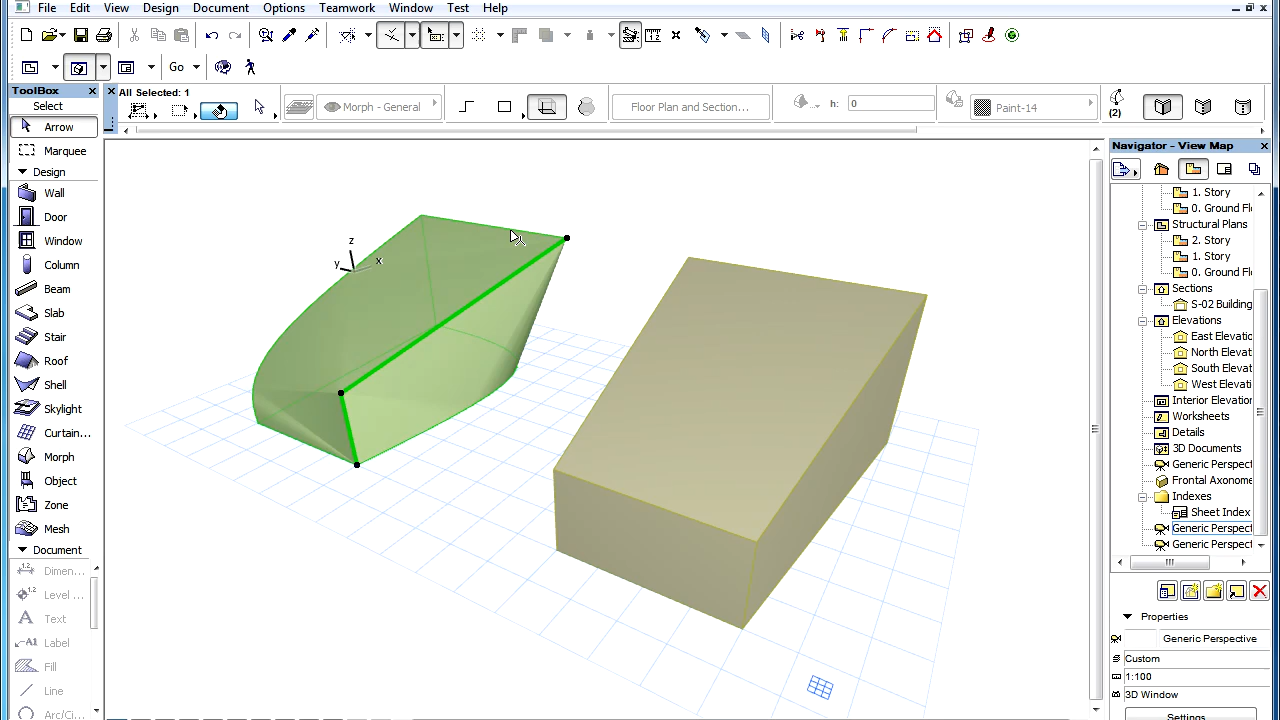 File Edit View Design Document Options Teamwork Window Test Help
Go
ToolBox
All Selected: 1
Select
Morph - General
Floor Plan and Section...
h: 0
Paint-14
(2)
Arrow
Marquee
Design
Wall
Door
Window
Column
Beam
Slab
Stair
Roof
Shell
Skylight
Curtain...
Morph
Object
Zone
Mesh
Document
Dimen...
Level ...
Text
Label
Fill
Line
Arc/Ci...
z
y
x
Navigator - View Map
1. Story
0. Ground Fl
Structural Plans
2. Story
1. Story
0. Ground Fl
Sections
S-02 Building
Elevations
East Elevatio
North Elevat
South Elevat
West Elevati
Interior Elevation
Worksheets
Details
3D Documents
Generic Perspect
Frontal Axonome
Indexes
Sheet Index
Generic Perspect
Generic Perspect
Properties
Generic Perspective
Custom
1:100
3D Window
Settings